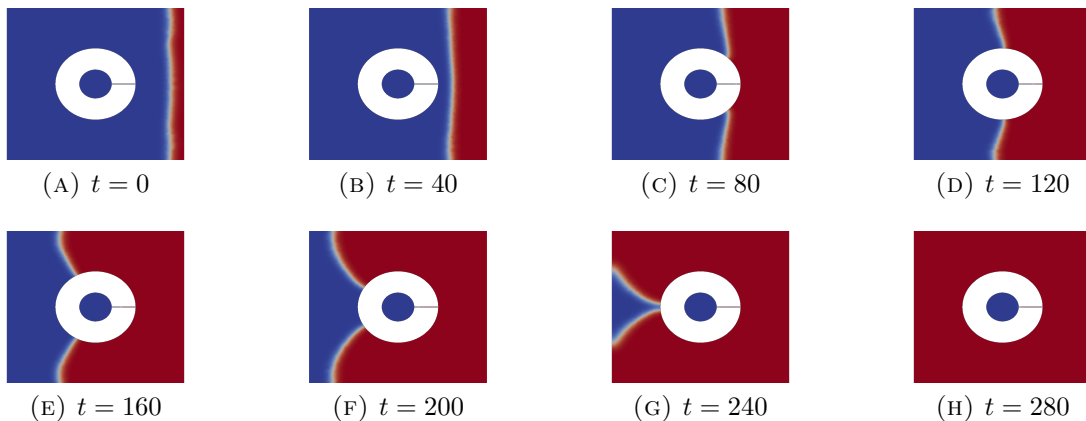 (A) t = 0
(B) t = 40
(C) t = 80
(D) t = 120
(E) t = 160
(F) t = 200
(G) t = 240
(H) t = 280